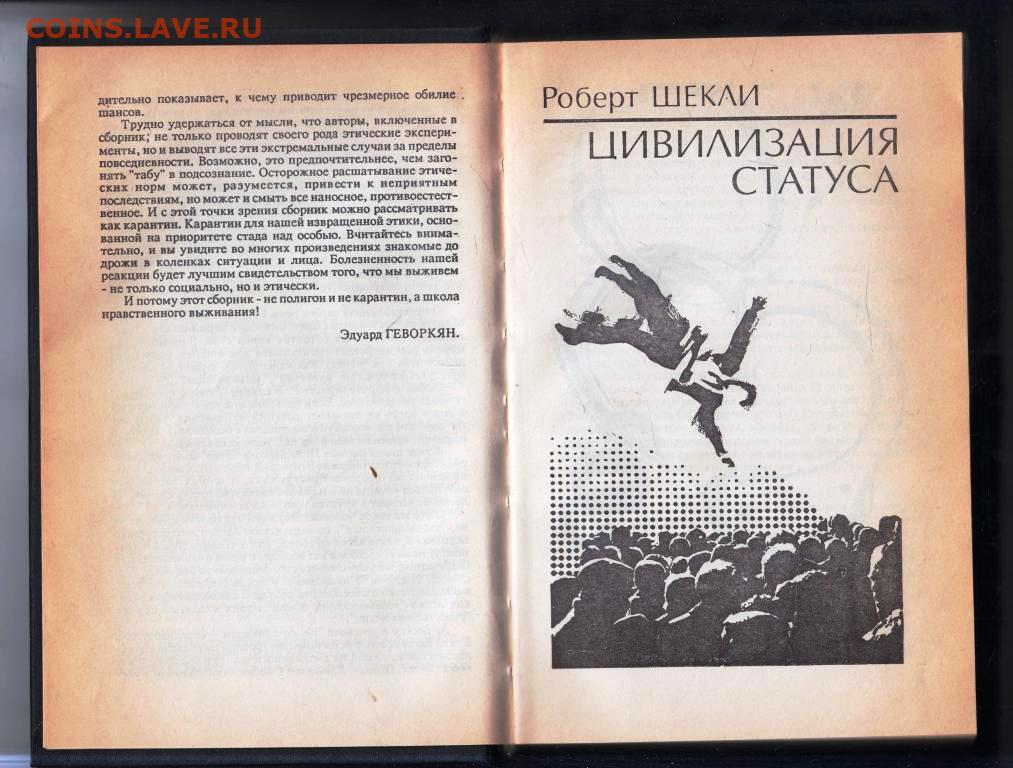 COINS.LAVE.RU
дительно показывает, к чему приводит чрезмерное обилие
шансов.
Трудно удержаться от мысли, что авторы, включенные в
сборник, не только проводят своего рода этические экспери-
менты, но и выводят все эти экстремальные случаи за пределы
повседневности. Возможно, это предпочтительнее, чем заго-
нять "табу" в подсознание. Осторожное расшатывание этиче-
ских норм может, разумеется, привести к неприятным
последствиям, но может и смыть все наносное, противоестест-
венное. И с этой точки зрения сборник можно рассматривать
как карантин. Карантин для нашей извращенной этики, осно-
ванной на приоритете стада над особью. Вчитайтесь внима-
тельно, и вы увидите во многих произведениях знакомые до
дрожи в коленках ситуации и лица. Болезненность нашей
реакции будет лучшим свидетельством того, что мы выживем
- не только социально, но и этически.
И потому этот сборник - не полигон и не карантин, а школа
нравственного выживания!
Эдуард ГЕВОРКЯН.
Роберт ШЕКЛИ
ЦИВИЛИЗАЦИЯ
СТАТУСА